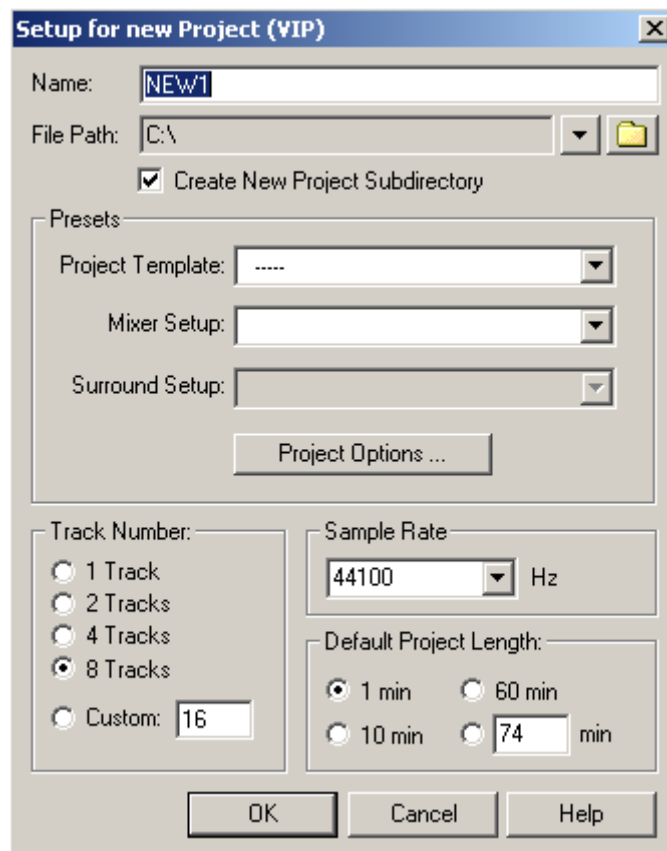 Setup for new Project (VIP)
Name: NEW1
File Path: C:\
Create New Project Subdirectory
Presets
Project Template: -----
Mixer Setup:
Surround Setup:
Project Options ...
Track Number:
1 Track
2 Tracks
4 Tracks
8 Tracks
Custom: 16
Sample Rate
44100 Hz
Default Project Length:
1 min 60 min
10 min 74 min
OK Cancel Help